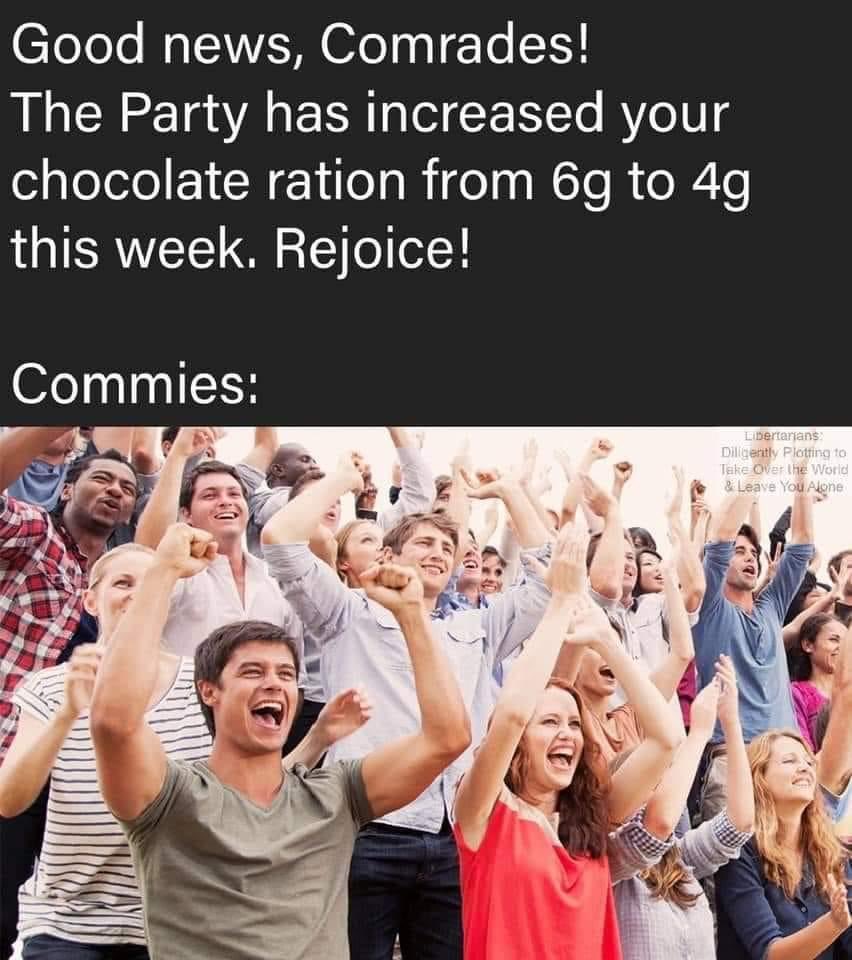 Good news, Comrades!
The Party has increased your
chocolate ration from 6g to 4g
this week. Rejoice!
Commies:
Libertarians:
Diligently Plotting to
Take Over the World
& Leave You Alone